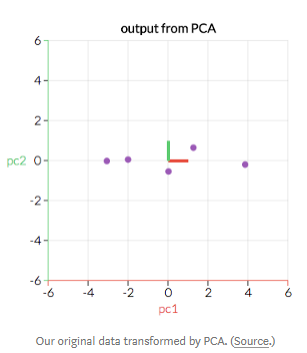 output from PCA
6
4
2
pc2 0
-2
-4
-6
-6 -4 -2 0 2 4 6
pc1
Our original data transformed by PCA. (Source.)